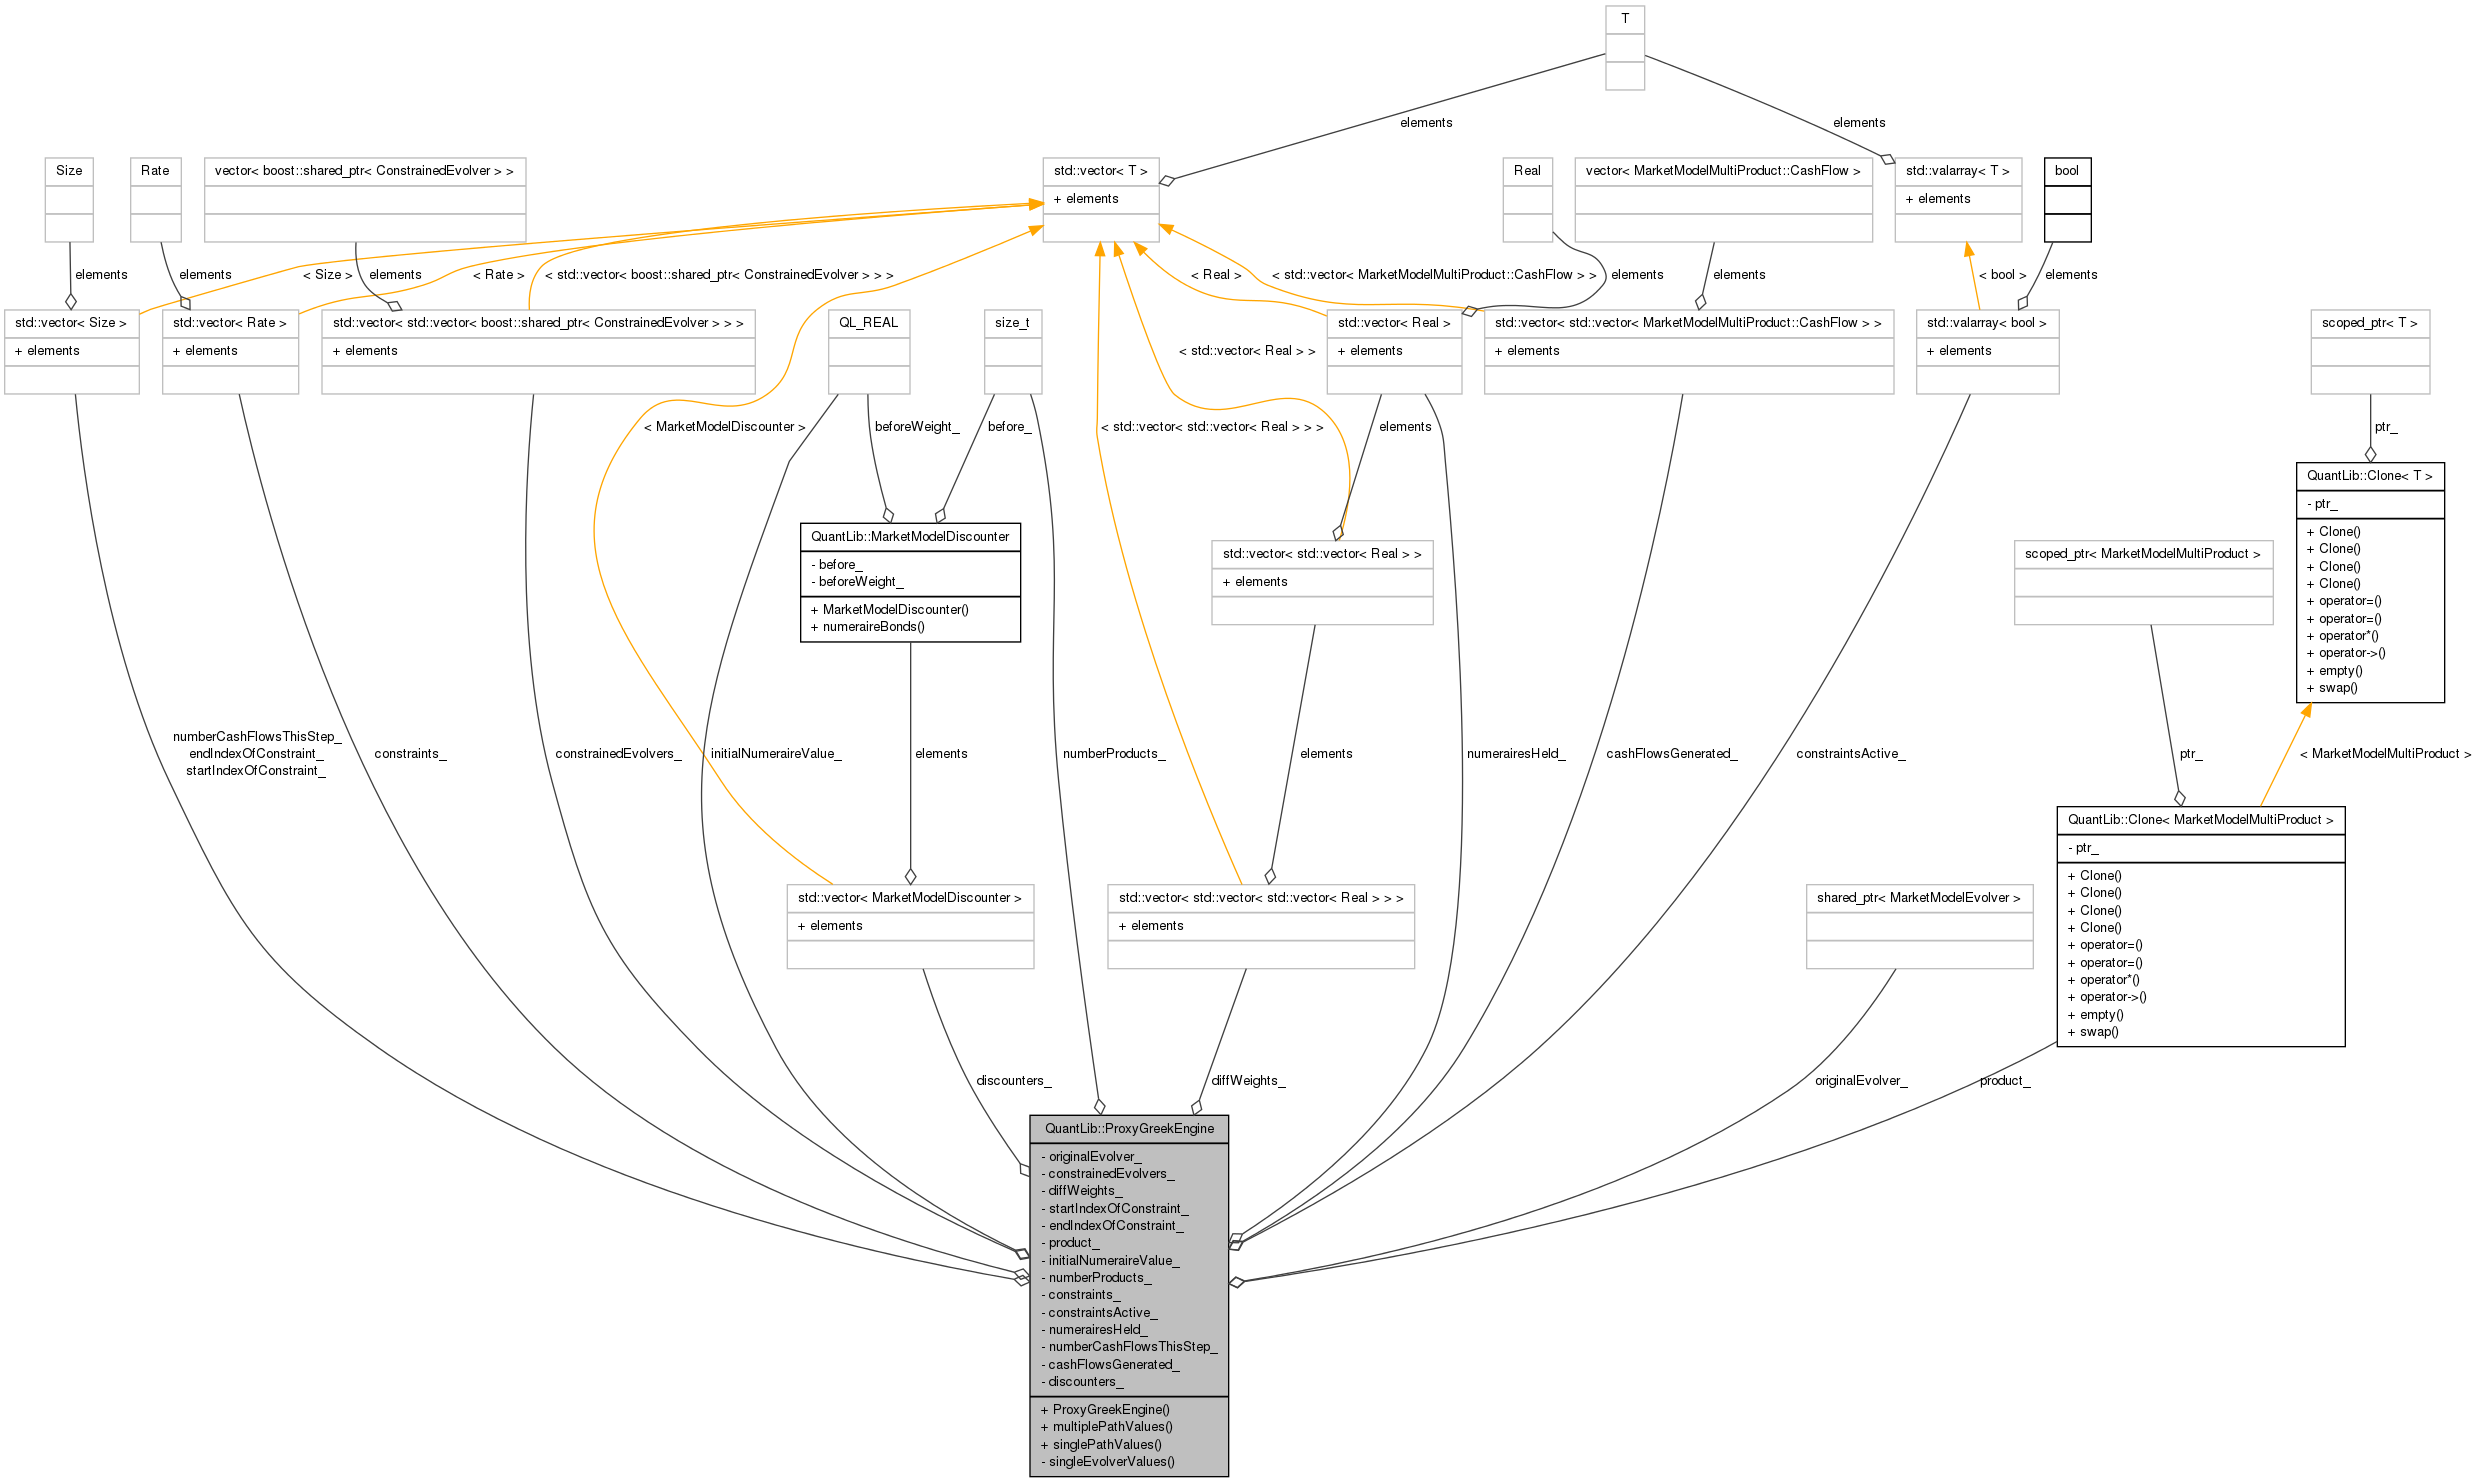 T
elements
elements
Size
Rate
vector< boost::shared_ptr< ConstrainedEvolver > >
std::vector< T >
+ elements
Real
vector< MarketModelMultiProduct::CashFlow >
std::valarray< T >
+ elements
bool
elements
elements
elements
< Size >
< Rate >
< std::vector< boost::shared_ptr< ConstrainedEvolver > > >
< Real >
< std::vector< MarketModelMultiProduct::CashFlow > >
elements
elements
< bool >
elements
std::vector< Size >
+ elements
std::vector< Rate >
+ elements
std::vector< std::vector< boost::shared_ptr< ConstrainedEvolver > > >
+ elements
QL_REAL
size_t
< std::vector< Real > >
std::vector< Real >
+ elements
std::vector< std::vector< MarketModelMultiProduct::CashFlow > >
+ elements
std::valarray< bool >
+ elements
scoped_ptr< T >
< MarketModelDiscounter >
beforeWeight_
before_
< std::vector< std::vector< Real > > >
elements
ptr_
QuantLib::Clone< T >
- ptr_
+ Clone()
+ Clone()
+ Clone()
+ Clone()
+ operator=()
+ operator=()
+ operator*()
+ operator->()
+ empty()
+ swap()
QuantLib::MarketModelDiscounter
- before_
- beforeWeight_
+ MarketModelDiscounter()
+ numeraireBonds()
std::vector< std::vector< Real > >
+ elements
scoped_ptr< MarketModelMultiProduct >
numberCashFlowsThisStep_
endIndexOfConstraint_
startIndexOfConstraint_
constraints_
constrainedEvolvers_
initialNumeraireValue_
elements
numberProducts_
elements
numerairesHeld_
cashFlowsGenerated_
constraintsActive_
ptr_
< MarketModelMultiProduct >
QuantLib::Clone< MarketModelMultiProduct >
- ptr_
+ Clone()
+ Clone()
+ Clone()
+ Clone()
+ operator=()
+ operator=()
+ operator*()
+ operator->()
+ empty()
+ swap()
std::vector< MarketModelDiscounter >
+ elements
std::vector< std::vector< std::vector< Real > > >
+ elements
shared_ptr< MarketModelEvolver >
discounters_
diffWeights_
originalEvolver_
product_
QuantLib::ProxyGreekEngine
- originalEvolver_
- constrainedEvolvers_
- diffWeights_
- startIndexOfConstraint_
- endIndexOfConstraint_
- product_
- initialNumeraireValue_
- numberProducts_
- constraints_
- constraintsActive_
- numerairesHeld_
- numberCashFlowsThisStep_
- cashFlowsGenerated_
- discounters_
+ ProxyGreekEngine()
+ multiplePathValues()
+ singlePathValues()
- singleEvolverValues()